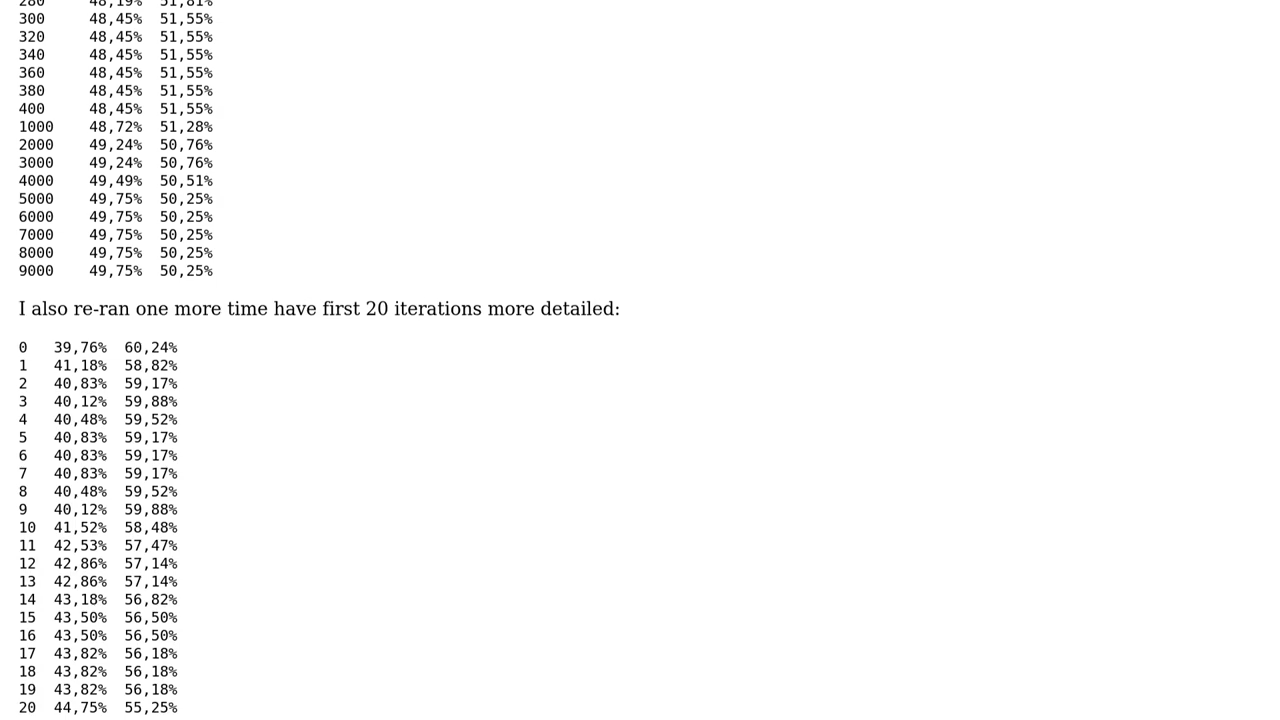 280     48,19%  51,81%
300     48,45%  51,55%
320     48,45%  51,55%
340     48,45%  51,55%
360     48,45%  51,55%
380     48,45%  51,55%
400     48,45%  51,55%
1000    48,72%  51,28%
2000    49,24%  50,76%
3000    49,24%  50,76%
4000    49,49%  50,51%
5000    49,75%  50,25%
6000    49,75%  50,25%
7000    49,75%  50,25%
8000    49,75%  50,25%
9000    49,75%  50,25%
I also re-ran one more time have first 20 iterations more detailed:
0   39,76%  60,24%
1   41,18%  58,82%
2   40,83%  59,17%
3   40,12%  59,88%
4   40,48%  59,52%
5   40,83%  59,17%
6   40,83%  59,17%
7   40,83%  59,17%
8   40,48%  59,52%
9   40,12%  59,88%
10  41,52%  58,48%
11  42,53%  57,47%
12  42,86%  57,14%
13  42,86%  57,14%
14  43,18%  56,82%
15  43,50%  56,50%
16  43,50%  56,50%
17  43,82%  56,18%
18  43,82%  56,18%
19  43,82%  56,18%
20  44,75%  55,25%